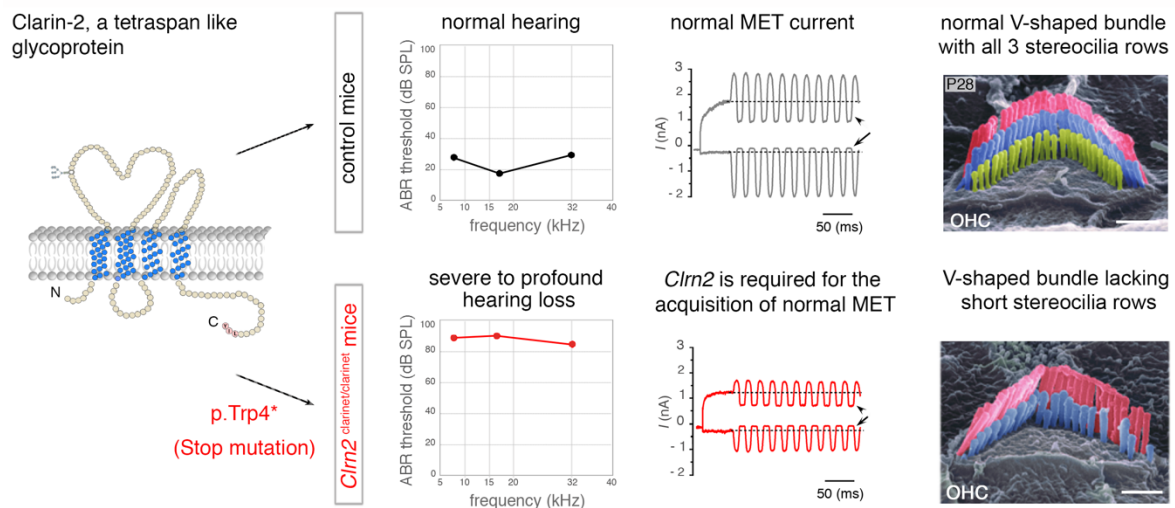 Clarin-2, a tetraspan like
glycoprotein
N
C
p.Trp4*
(Stop mutation)
control mice
normal hearing
ABR threshold (dB SPL)
100
80
60
40
20
0
5
10
15
20
32
40
frequency (kHz)
normal MET current
I (nA)
3
2
1
0
- 1
- 2
50 (ms)
normal V-shaped bundle
with all 3 stereocilia rows
P28
OHC
Clrn2 clarinet/clarinet mice
severe to profound
hearing loss
ABR threshold (dB SPL)
100
80
60
40
20
0
5
10
15
20
32
40
frequency (kHz)
Clrn2 is required for the
acquisition of normal MET
I (nA)
3
2
1
0
- 1
- 2
50 (ms)
V-shaped bundle lacking
short stereocilia rows
OHC